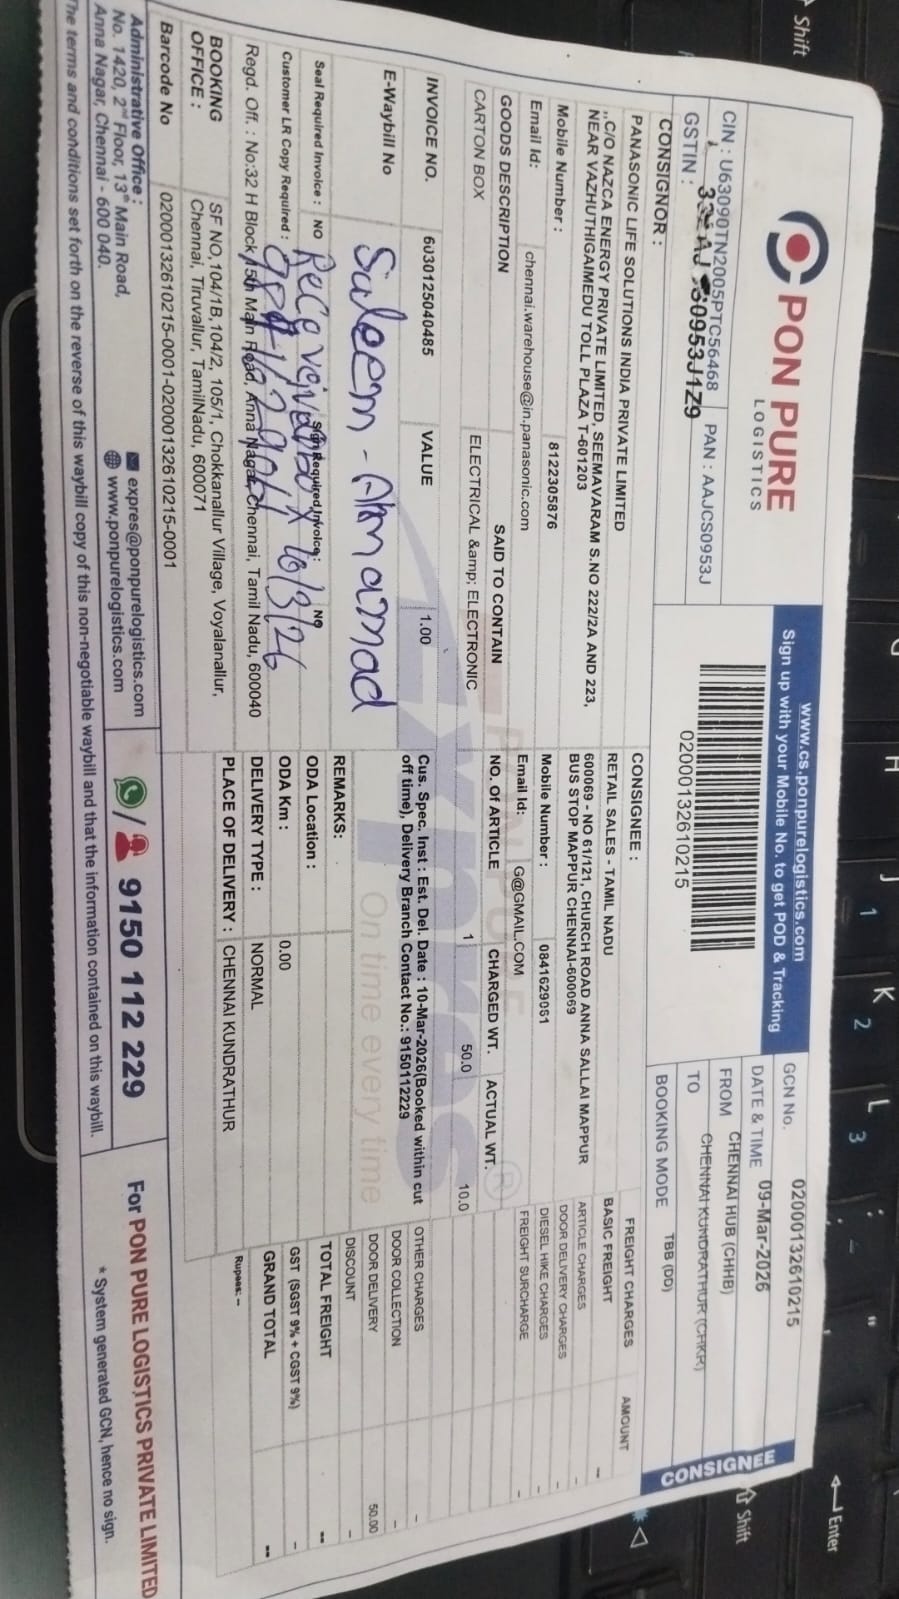 PON PURE
LOGISTICS
CIN : U63090TN2005PTC56468 PAN : AAJCS0953J
GSTIN :
CONSIGNOR :
PANASONIC LIFE SOLUTIONS INDIA PRIVATE LIMITED
,,C/O NAZCA ENERGY PRIVATE LIMITED, SEEMAVARAM S.NO 222/2A AND 223,
NEAR VAZHUTHIGAIMEDU TOLL PLAZA T-601203
Mobile Number : 8122305876
Email Id: chennai.warehouse@in.panasonic.com
GOODS DESCRIPTION SAID TO CONTAIN
CARTON BOX ELECTRICAL &amp; ELECTRONIC
INVOICE NO. 6030125040485 VALUE 1.00
E-Waybill No
Saleem - Ahmamad
Seal Required Invoice : NO Sign Required Invoice : NO
Customer LR Copy Required :
10/3/26
Regd. Off. : No:32 H Block, 5th Main Road, Anna Nagar, Chennai, Tamil Nadu, 600040
BOOKING OFFICE : SF NO,104/1B,104/2, 105/1, Chokkanallur Village, Voyalanallur,
Chennai, Tiruvallur, TamilNadu, 600071
Barcode No 02000132610215-0001-02000132610215-0001
www.cs.ponpurelogistics.com
Sign up with your Mobile No. to get POD & Tracking
02000132610215
CONSIGNEE :
RETAIL SALES - TAMIL NADU
600069 - NO 61/121, CHURCH ROAD ANNA SALLAI MAPPUR
BUS STOP MAPPUR CHENNAI-600069
Mobile Number : 0841629051
Email Id: G@GMAIL.COM
NO. Of ARTICLE CHARGED WT. ACTUAL WT.
1 50.0 10.0
Cus. Spec. Inst : Est. Del. Date : 10-Mar-2026(Booked within cut
off time), Delivery Branch Contact No.: 9150112229
PON PURE
Express ®
On time every time
REMARKS:
ODA Location :
ODA Km : 0.00
DELIVERY TYPE : NORMAL
PLACE OF DELIVERY : CHENNAI KUNDRATHUR
GCN No. 02000132610215
DATE & TIME 09-Mar-2026
FROM CHENNAI HUB (CHHB)
TO CHENNAI KUNDRATHUR (CHKR)
BOOKING MODE TBB (DD)
CONSIGNEE
FREIGHT CHARGES AMOUNT
BASIC FREIGHT --
ARTICLE CHARGES -
DOOR DELIVERY CHARGES -
DIESEL HIKE CHARGES -
FREIGHT SURCHARGE -
OTHER CHARGES -
DOOR COLLECTION -
DOOR DELIVERY 50.00
DISCOUNT -
TOTAL FREIGHT --
GST (SGST 9% + CGST 9%) -
GRAND TOTAL --
Rupees: --
Administrative Office :
No. 1420, 2nd Floor, 13th Main Road,
Anna Nagar, Chennai - 600 040.
expres@ponpurelogistics.com
www.ponpurelogistics.com
/ 9150 112 229
For PON PURE LOGISTICS PRIVATE LIMITED
* System generated GCN, hence no sign.
The terms and conditions set forth on the reverse of this waybill copy of this non-negotiable waybill and that the information contained on this waybill.
Shift
H
J
1
K
2
L
3
Enter
Shift